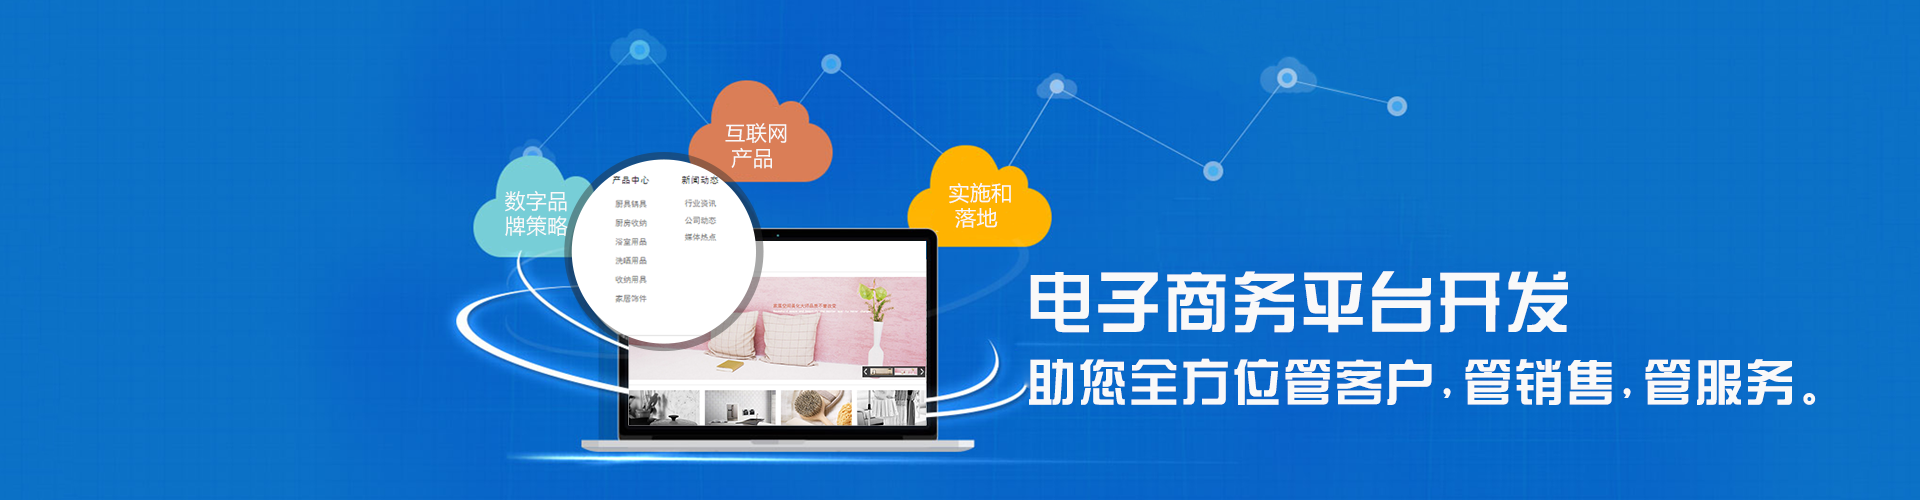 互联网
产品
数字品
牌策略
实施和
落地
产品中心
厨具锅具
厨房收纳
浴室用品
洗晒用品
收纳用具
家居饰件
新闻动态
行业资讯
公司动态
媒体热点
电子商务平台开发
助您全方位管客户,管销售,管服务。